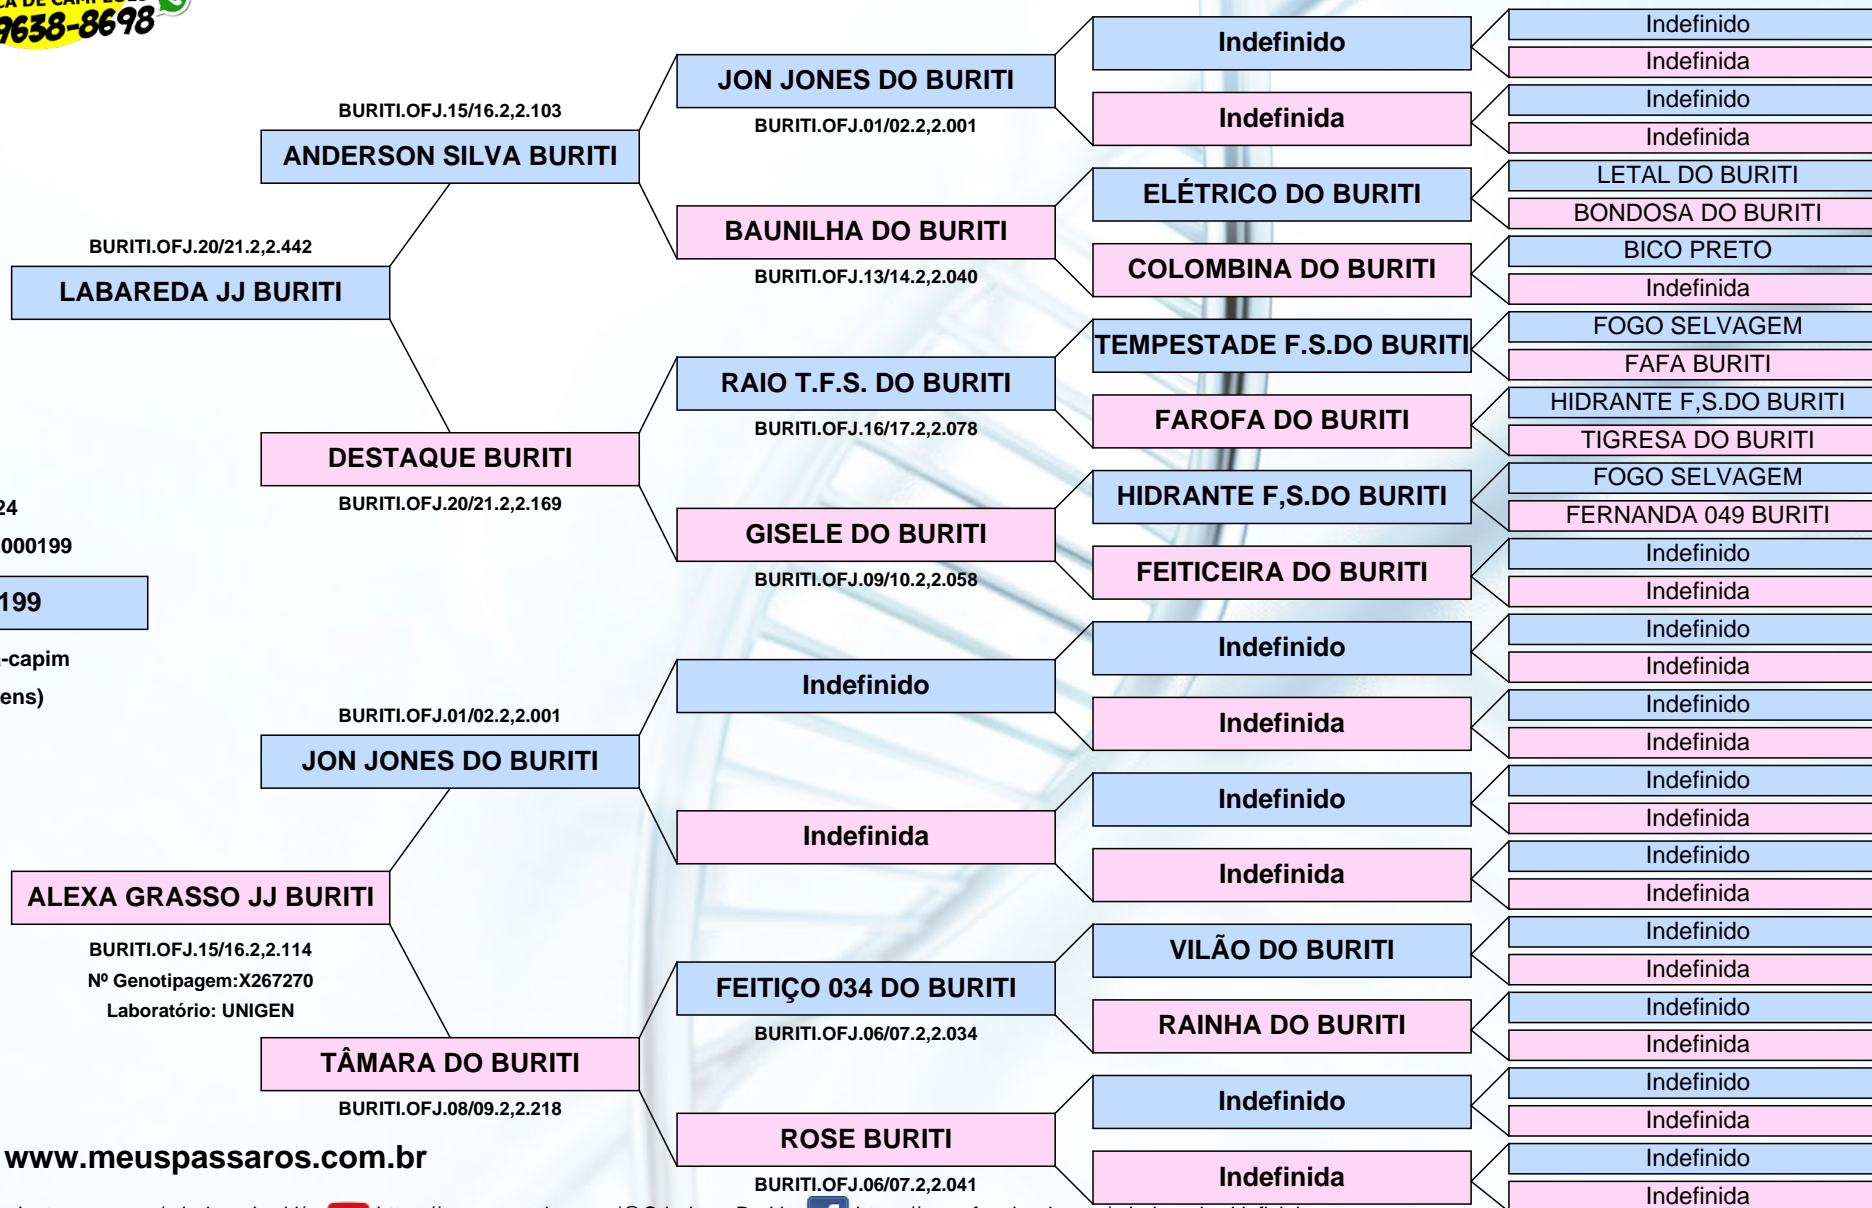 9638-8698
BURITI.OFJ.20/21.2,2.442
LABAREDA JJ BURITI
24
000199
199
-capim
ens)
ALEXA GRASSO JJ BURITI
BURITI.OFJ.15/16.2,2.114
Nº Genotipagem:X267270
Laboratório: UNIGEN
BURITI.OFJ.15/16.2,2.103
ANDERSON SILVA BURITI
DESTAQUE BURITI
BURITI.OFJ.20/21.2,2.169
BURITI.OFJ.01/02.2,2.001
JON JONES DO BURITI
TÂMARA DO BURITI
BURITI.OFJ.08/09.2,2.218
JON JONES DO BURITI
BURITI.OFJ.01/02.2,2.001
BAUNILHA DO BURITI
BURITI.OFJ.13/14.2,2.040
RAIO T.F.S. DO BURITI
BURITI.OFJ.16/17.2,2.078
GISELE DO BURITI
BURITI.OFJ.09/10.2,2.058
Indefinido
Indefinida
FEITIÇO 034 DO BURITI
BURITI.OFJ.06/07.2,2.034
ROSE BURITI
BURITI.OFJ.06/07.2,2.041
Indefinido
Indefinida
ELÉTRICO DO BURITI
COLOMBINA DO BURITI
TEMPESTADE F.S.DO BURITI
FAROFA DO BURITI
HIDRANTE F,S.DO BURITI
FEITICEIRA DO BURITI
Indefinido
Indefinida
Indefinido
Indefinida
VILÃO DO BURITI
RAINHA DO BURITI
Indefinido
Indefinida
Indefinido
Indefinida
Indefinido
Indefinida
LETAL DO BURITI
BONDOSA DO BURITI
BICO PRETO
Indefinida
FOGO SELVAGEM
FAFA BURITI
HIDRANTE F,S.DO BURITI
TIGRESA DO BURITI
FOGO SELVAGEM
FERNANDA 049 BURITI
Indefinido
Indefinida
Indefinido
Indefinida
Indefinido
Indefinida
Indefinido
Indefinida
Indefinido
Indefinida
Indefinido
Indefinida
Indefinido
Indefinida
Indefinido
Indefinida
Indefinido
Indefinida
www.meuspassaros.com.br